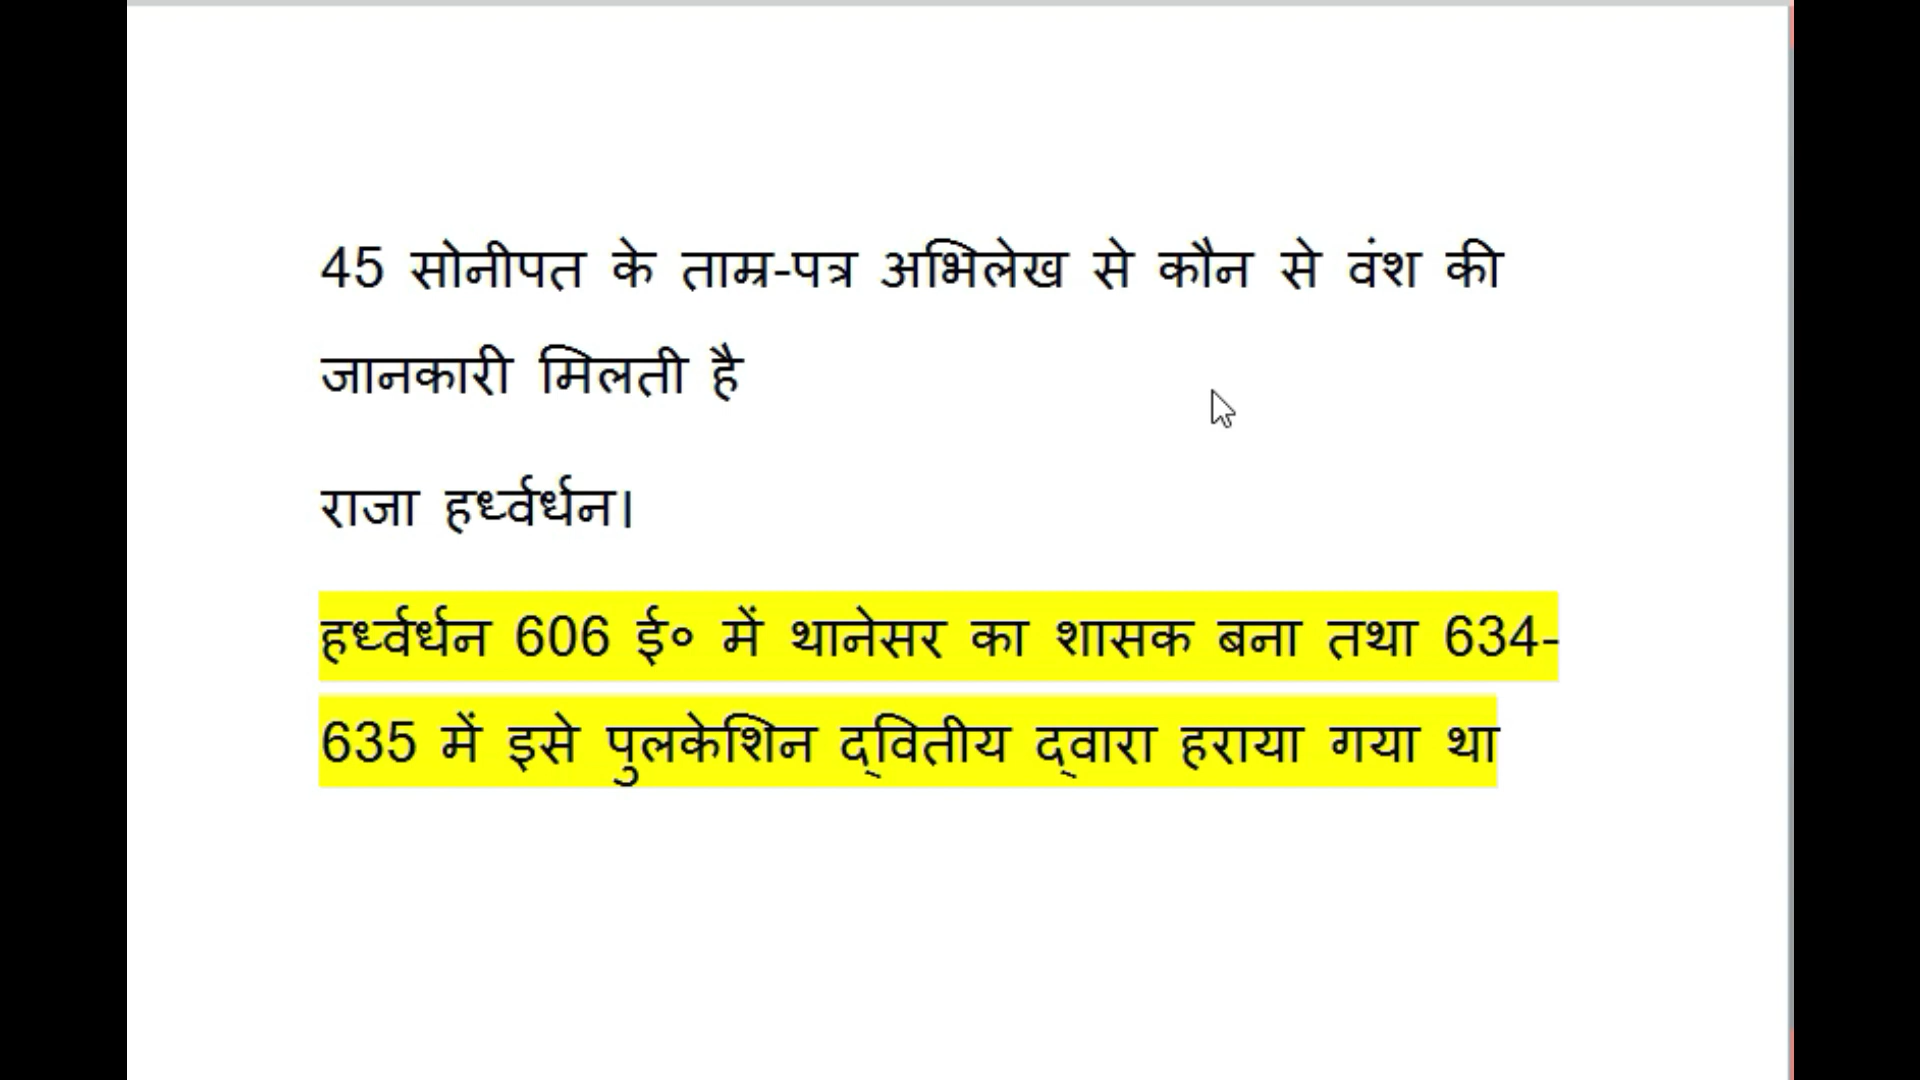 45 सोनीपत के ताम्र-पत्र अभिलेख से कौन से वंश की
जानकारी मिलती है
राजा हर्ध्वर्धन।
हर्ध्वर्धन 606 ई० में थानेसर का शासक बना तथा 634-
635 में इसे पुलकेशिन द्वितीय द्वारा हराया गया था